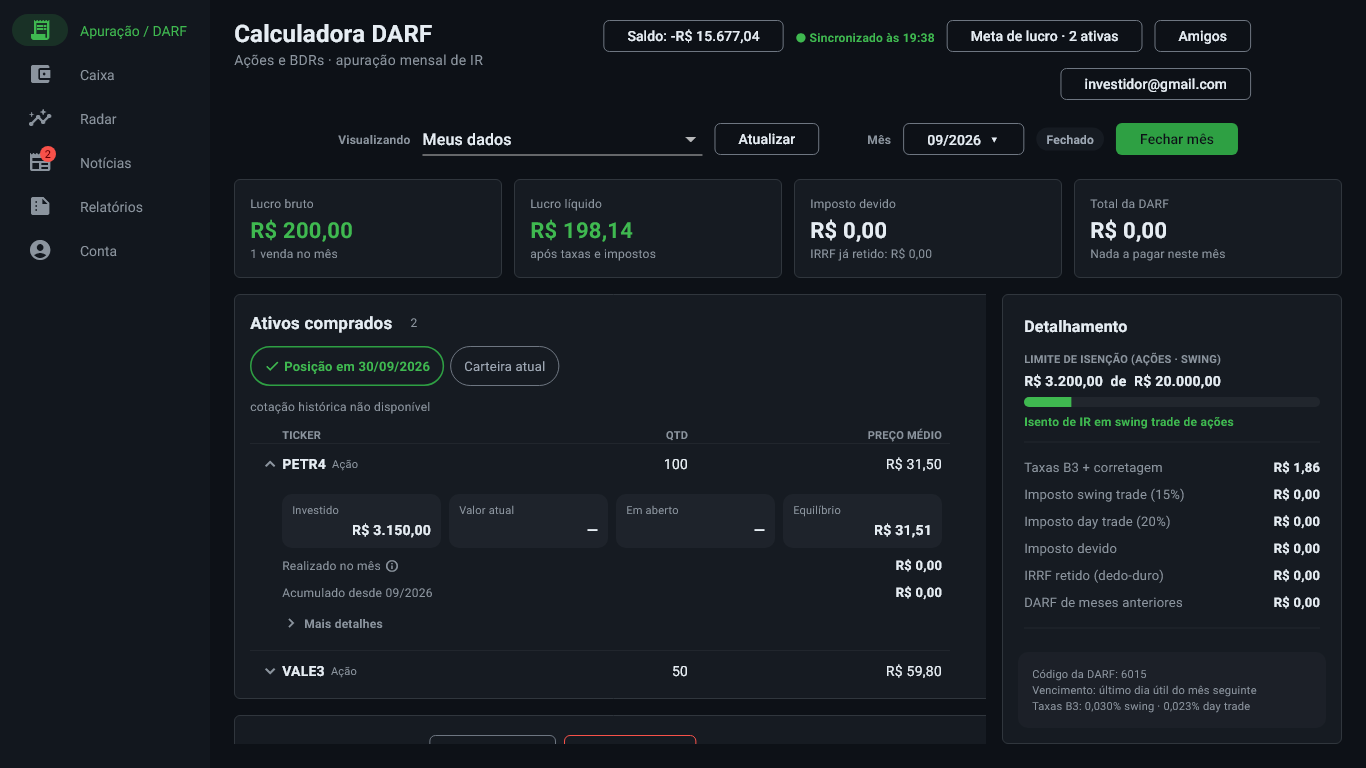 Apuração / DARF
Caixa
Radar
2
Notícias
Relatórios
Conta
Calculadora DARF
Ações e BDRs · apuração mensal de IR
Saldo: -R$ 15.677,04
Sincronizado às 19:38
Meta de lucro · 2 ativas
Amigos
investidor@gmail.com
Visualizando
Meus dados
Atualizar
Mês
09/2026
Fechado
Fechar mês
Lucro bruto
R$ 200,00
1 venda no mês
Lucro líquido
R$ 198,14
após taxas e impostos
Imposto devido
R$ 0,00
IRRF já retido: R$ 0,00
Total da DARF
R$ 0,00
Nada a pagar neste mês
Ativos comprados 2
Posição em 30/09/2026
Carteira atual
cotação histórica não disponível
TICKER QTD PREÇO MÉDIO
PETR4 Ação 100 R$ 31,50
Investido
R$ 3.150,00
Valor atual
—
Em aberto
—
Equilíbrio
R$ 31,51
Realizado no mês R$ 0,00
Acumulado desde 09/2026 R$ 0,00
Mais detalhes
VALE3 Ação 50 R$ 59,80
Detalhamento
LIMITE DE ISENÇÃO (AÇÕES · SWING)
R$ 3.200,00 de R$ 20.000,00
Isento de IR em swing trade de ações
Taxas B3 + corretagem R$ 1,86
Imposto swing trade (15%) R$ 0,00
Imposto day trade (20%) R$ 0,00
Imposto devido R$ 0,00
IRRF retido (dedo-duro) R$ 0,00
DARF de meses anteriores R$ 0,00
Código da DARF: 6015
Vencimento: último dia útil do mês seguinte
Taxas B3: 0,030% swing · 0,023% day trade